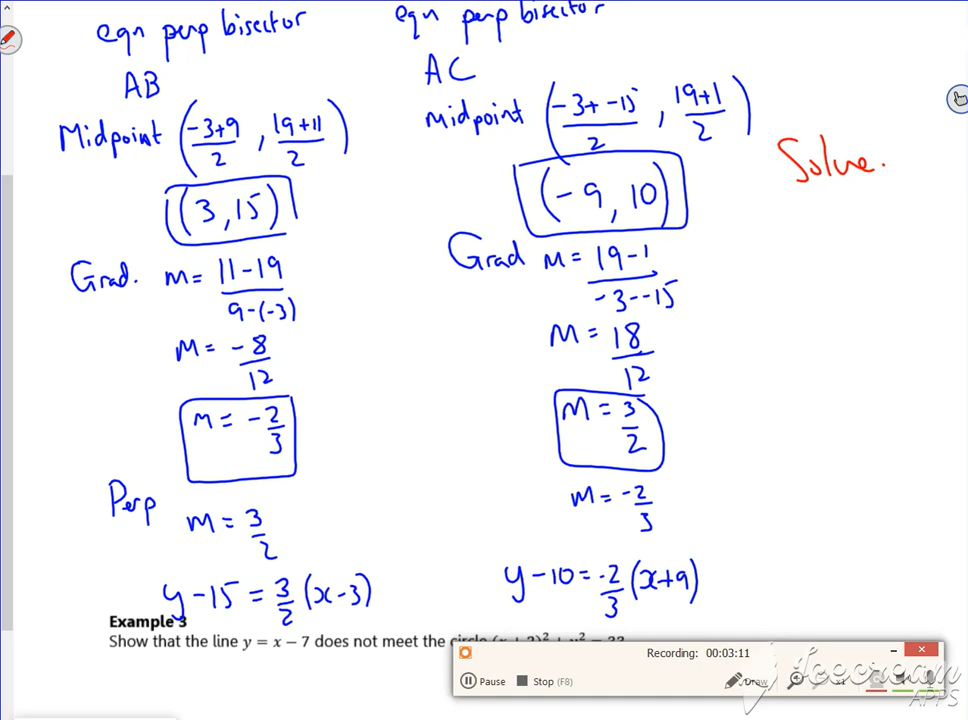 eqn perp bisector
AB
Midpoint (-3+9/2 , 19+11/2)
(3,15)
Grad. m = 11-19/9-(-3)
m = -8/12
m = -2/3
Perp m = 3/2
y-15 = 3/2 (x-3)
eqn perp bisector
AC
midpoint (-3+-15/2 , 19+1/2)
(-9, 10)
Grad m = 19-1/-3--15
m = 18/12
m = 3/2
m = -2/3
y-10 = -2/3 (x+9)
Solve.
Example 3
Show that the line y = x − 7 does not meet the circle
Recording: 00:03:11
Pause
Stop (F8)
Draw
Icecream
APPS